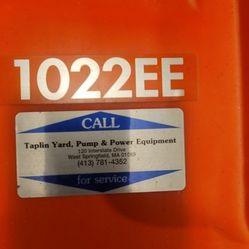 1022EE
CALL
Taplin Yard, Pump & Power Equipment
120 Interstate Drive
West Springfield, MA 01089
(413) 781-4352
for service